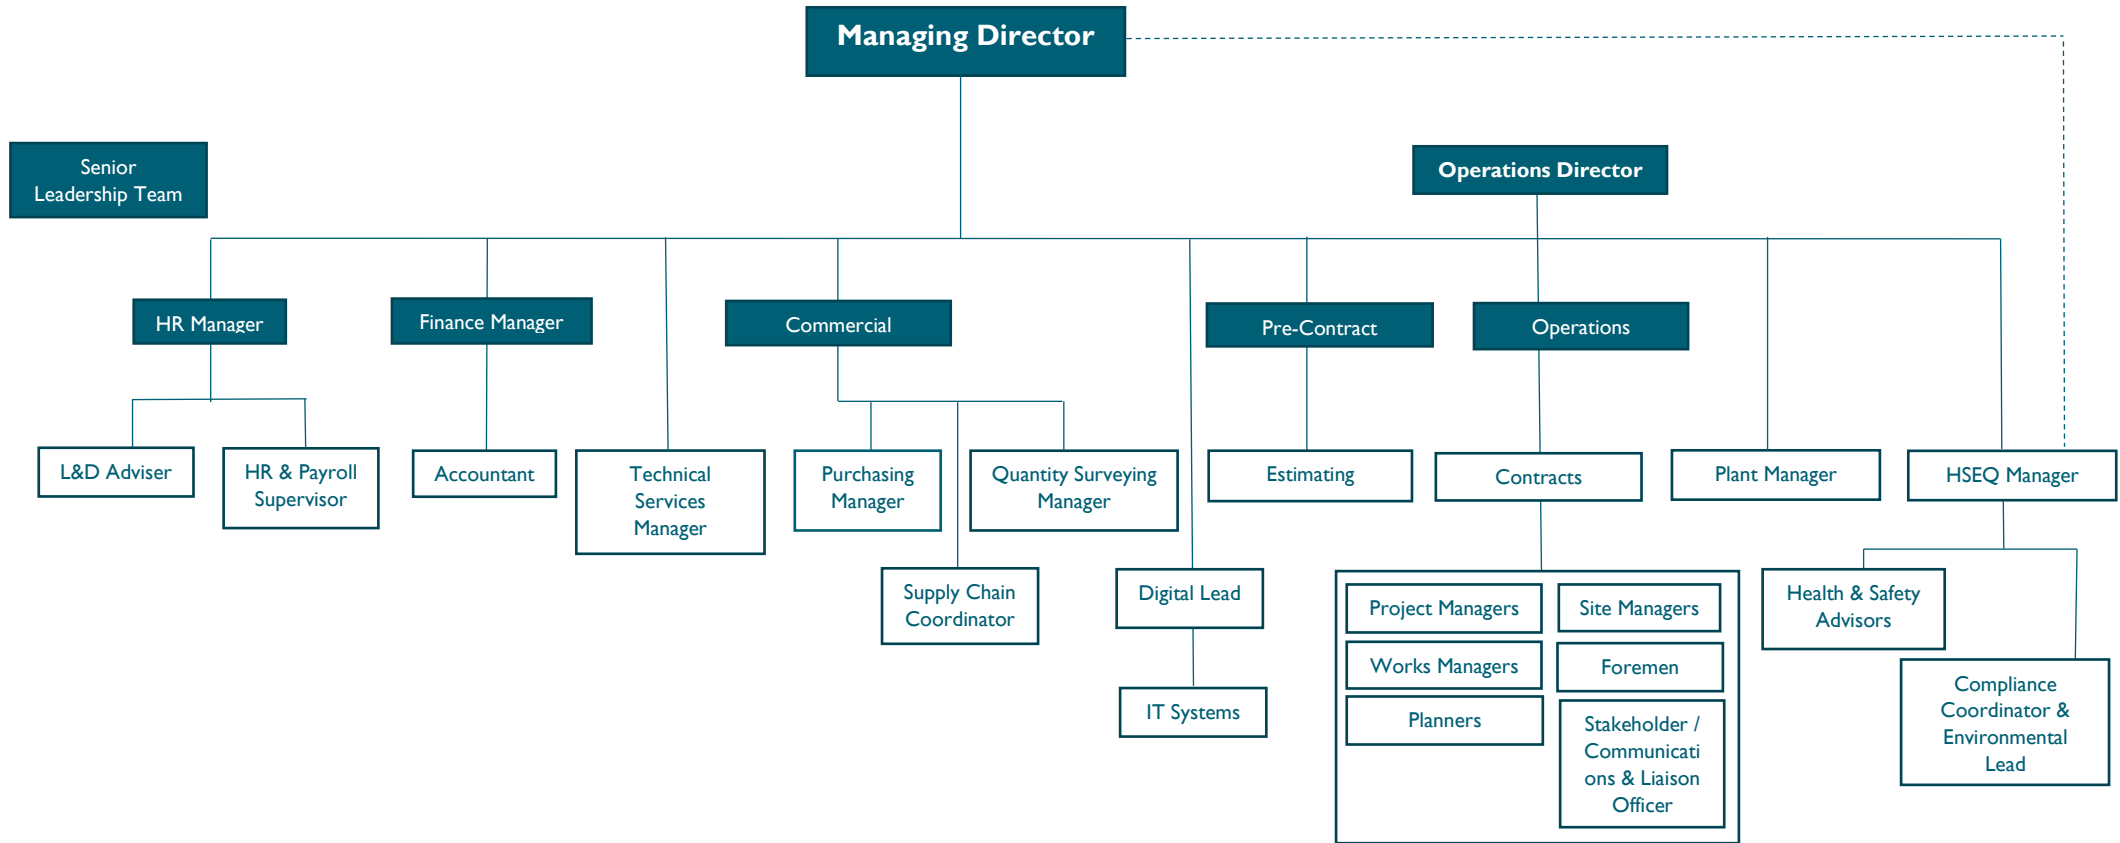 Managing Director
Senior
Leadership Team
Operations Director
HR Manager
Finance Manager
Commercial
Pre-Contract
Operations
L&D Adviser
HR & Payroll
Supervisor
Accountant
Technical
Services
Manager
Purchasing
Manager
Quantity Surveying
Manager
Estimating
Contracts
Plant Manager
HSEQ Manager
Supply Chain
Coordinator
Digital Lead
IT Systems
Project Managers
Site Managers
Works Managers
Foremen
Planners
Stakeholder /
Communicati
ons & Liaison
Officer
Health & Safety
Advisors
Compliance
Coordinator &
Environmental
Lead